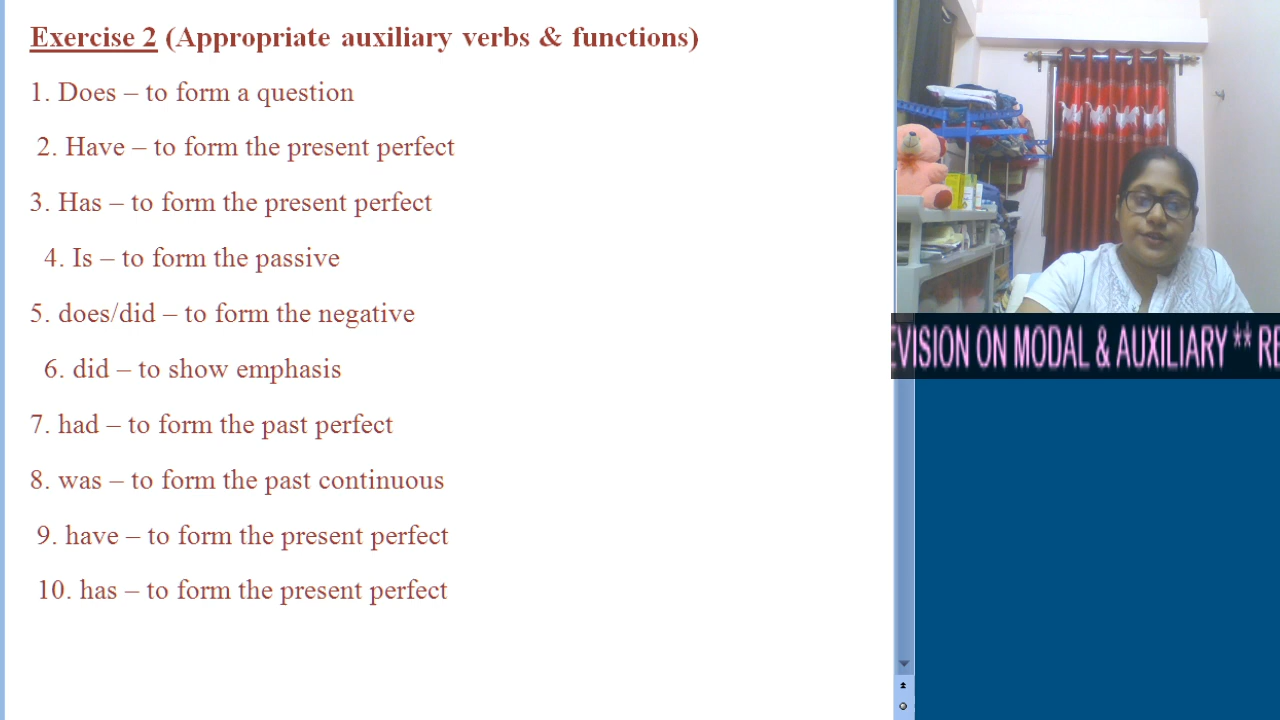 Exercise 2 (Appropriate auxiliary verbs & functions)
1. Does – to form a question
2. Have – to form the present perfect
3. Has – to form the present perfect
4. Is – to form the passive
5. does/did – to form the negative
6. did – to show emphasis
7. had – to form the past perfect
8. was – to form the past continuous
9. have – to form the present perfect
10. has – to form the present perfect
EVISION ON MODAL & AUXILIARY ** RE